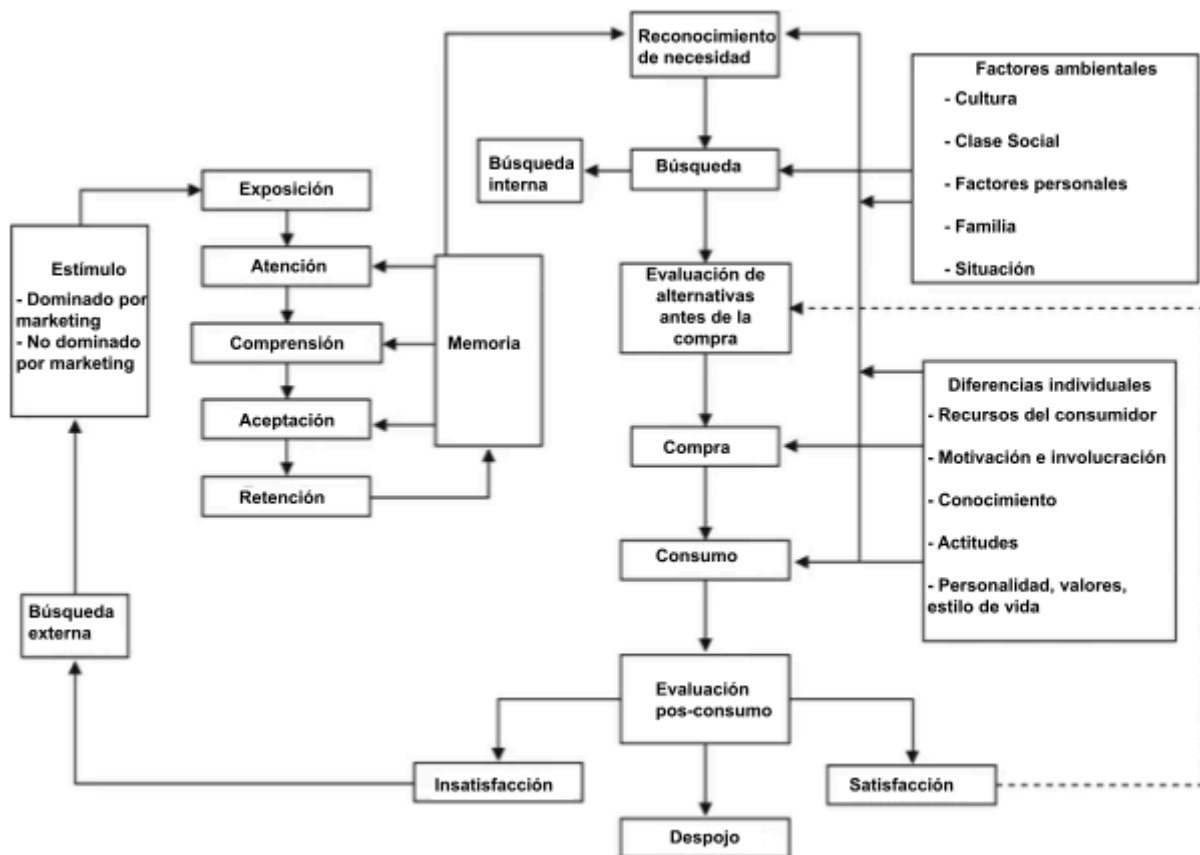 Reconocimiento
de necesidad
Factores ambientales
- Cultura
- Clase Social
- Factores personales
- Familia
- Situación
Búsqueda
interna
Búsqueda
Exposición
Estímulo
- Dominado por
marketing
- No dominado
por marketing
Atención
Comprensión
Aceptación
Retención
Memoria
Evaluación de
alternativas
antes de la
compra
Diferencias individuales
- Recursos del consumidor
- Motivación e involucración
- Conocimiento
- Actitudes
- Personalidad, valores,
estilo de vida
Compra
Consumo
Búsqueda
externa
Evaluación
pos-consumo
Insatisfacción
Satisfacción
Despojo